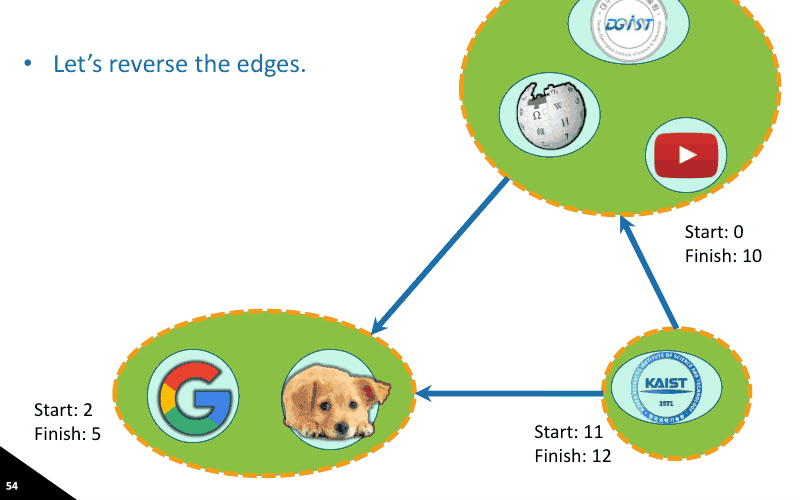 DGIST
• Let's reverse the edges.
Ω W
H
7
Start: 0
Finish: 10
KAIST
1971
Start: 2
Finish: 5
Start: 11
Finish: 12
54